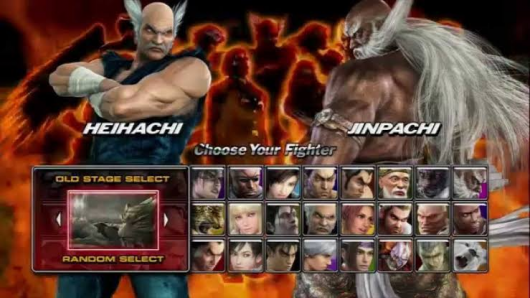 HEIHACHI
JINPACHI
Choose Your Fighter
OLD STAGE SELECT
RANDOM SELECT